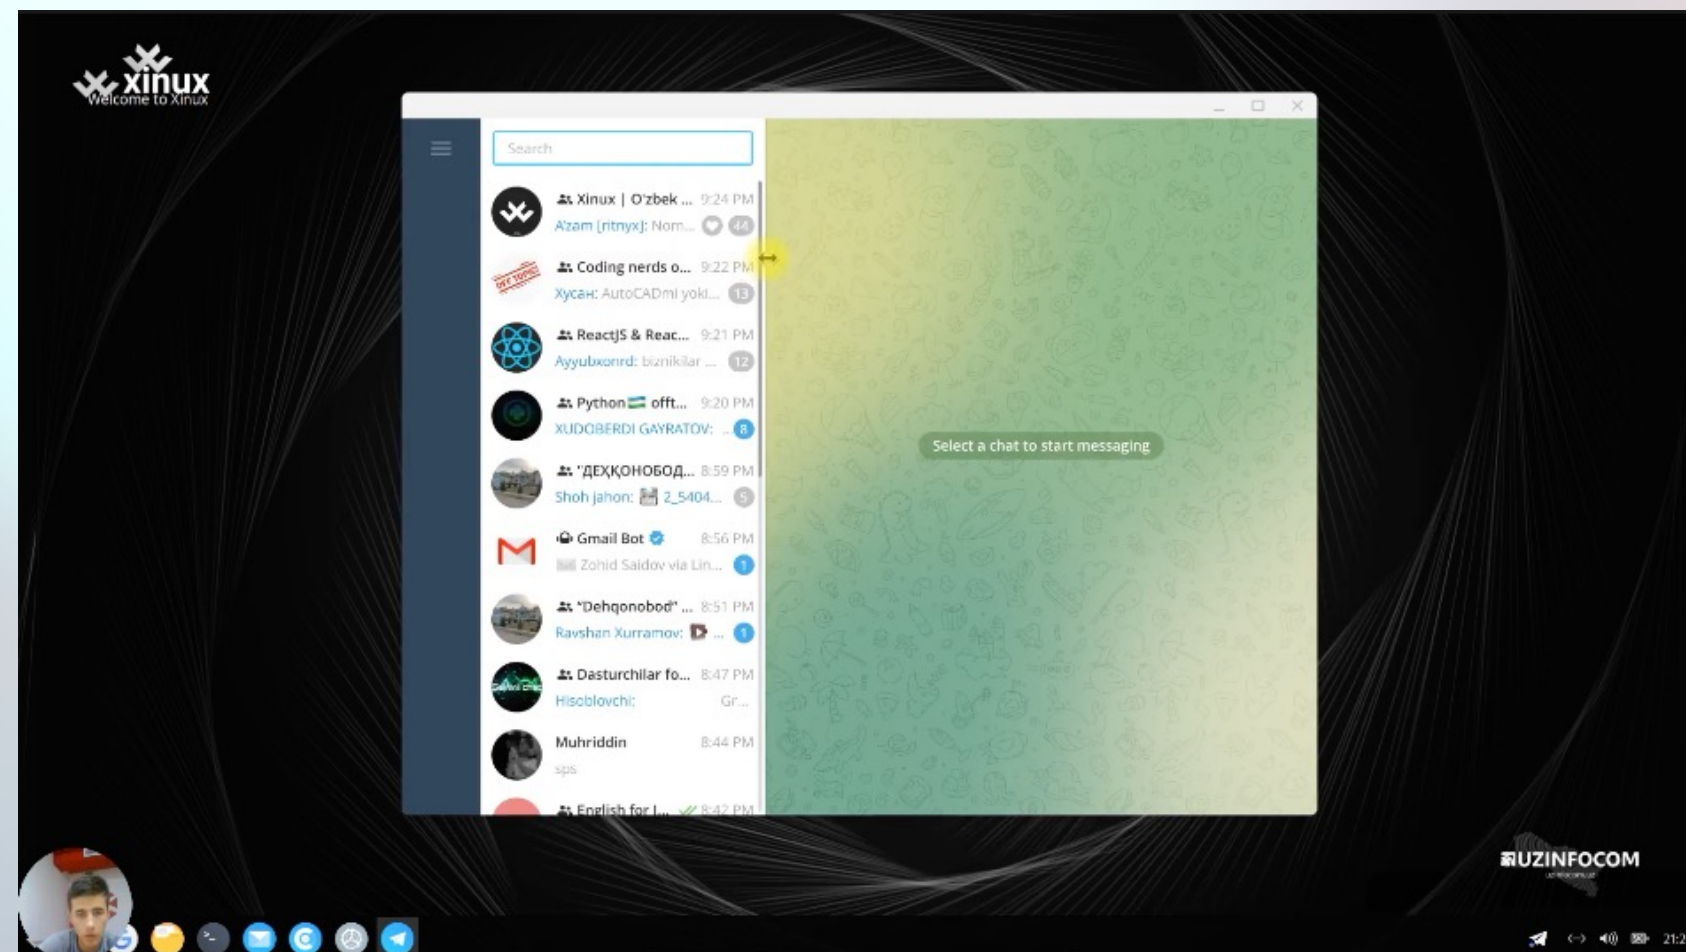 xinux
Welcome to Xinux
Search
Xinux | O'zbek ... 9:24 PM
A'zam [ritnyx]: Nom... 44
OFF TOPIC!
Coding nerds o... 9:22 PM
Хусан: AutoCADmi yoki... 13
ReactJS & Reac... 9:21 PM
Ayyubxonrd: biznikilar ... 12
Python offt... 9:20 PM
XUDOBERDI GAYRATOV: ... 8
"ДЕҲҚОНОБОД... 8:59 PM
Shoh jahon: 2_5404... 5
Gmail Bot 8:56 PM
Zohid Saidov via Lin... 1
"Dehqonobod" ... 8:51 PM
Ravshan Xurramov: ... 1
Dasturchilar fo... 8:47 PM
Hisoblovchi: Gr...
Muhriddin 8:44 PM
sps
English for I... 8:42 PM
Select a chat to start messaging
UZINFOCOM
21:2